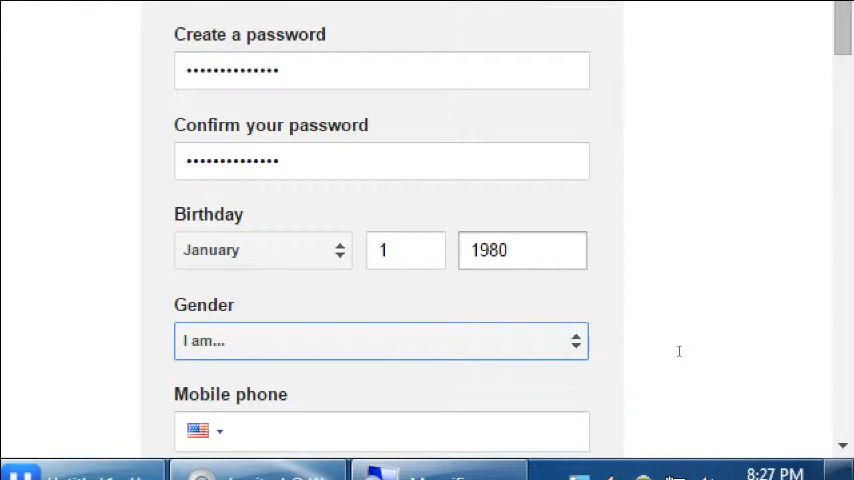 Create a password
••••••••••••••
Confirm your password
••••••••••••••
Birthday
January 1 1980
Gender
I am...
Mobile phone
8:27 PM